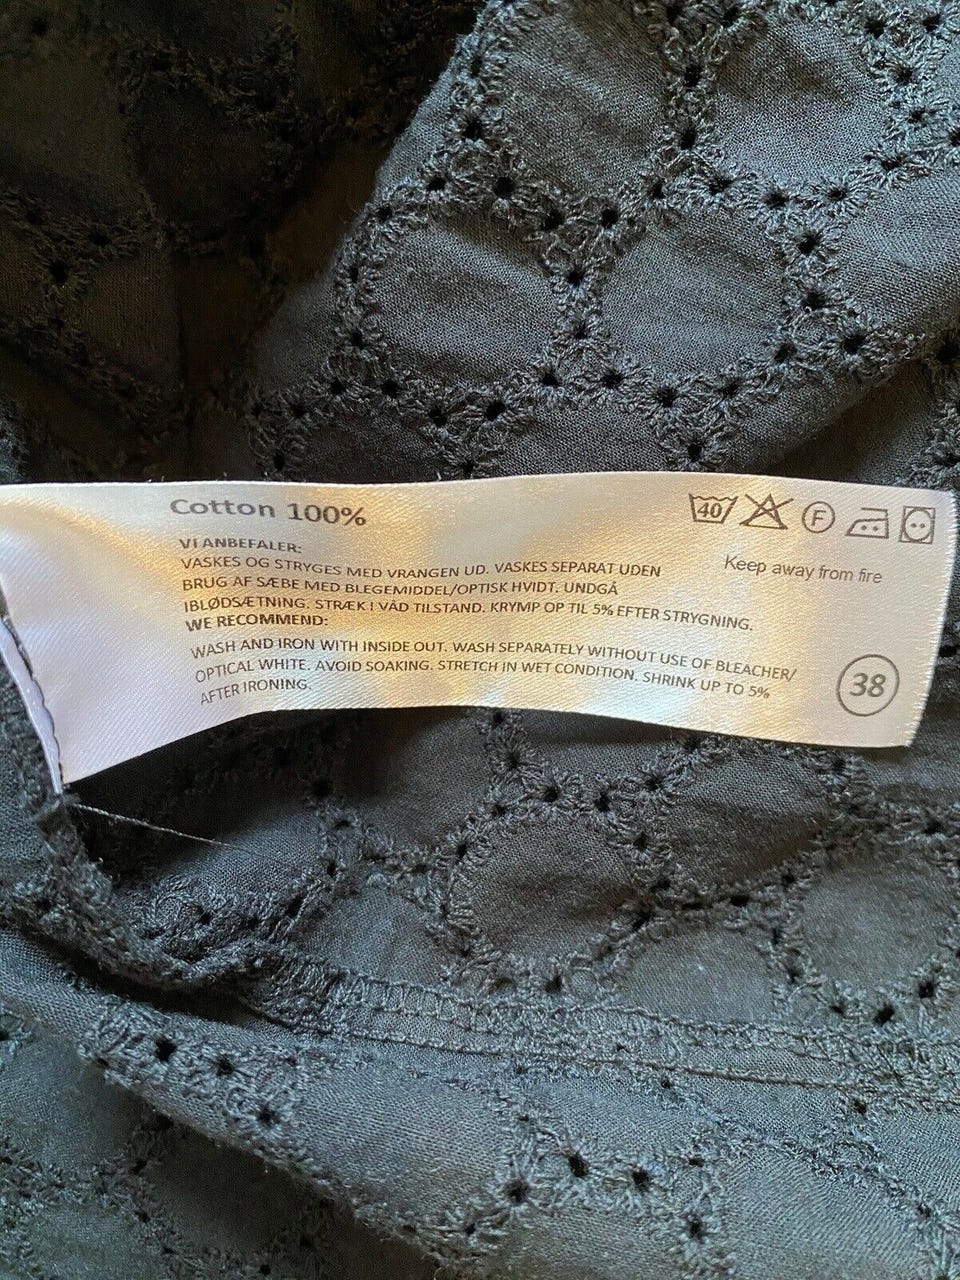 Cotton 100%
40 F
Keep away from fire
VI ANBEFALER:
VASKES OG STRYGES MED VRANGEN UD. VASKES SEPARAT UDEN
BRUG AF SÆBE MED BLEGEMIDDEL/OPTISK HVIDT. UNDGÅ
IBLØDSÆTNING. STRÆK I VÅD TILSTAND. KRYMP OP TIL 5% EFTER STRYGNING.
WE RECOMMEND:
WASH AND IRON WITH INSIDE OUT. WASH SEPARATELY WITHOUT USE OF BLEACHER/
OPTICAL WHITE. AVOID SOAKING. STRETCH IN WET CONDITION. SHRINK UP TO 5%
AFTER IRONING.
38